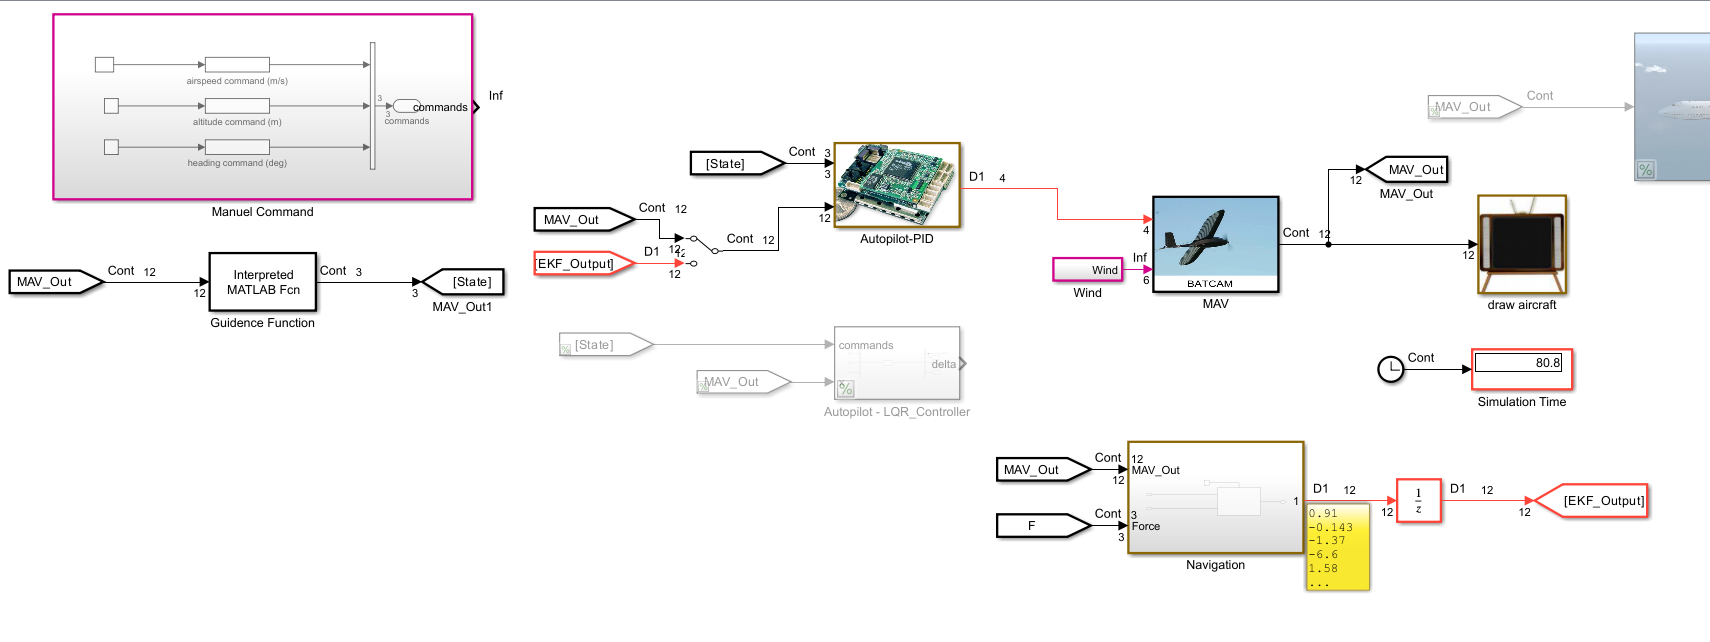 airspeed command (m/s)
altitude command (m)
heading command (deg)
3
3
commands
commands
Inf
Manuel Command
MAV_Out
Cont 12
12
Interpreted
MATLAB Fcn
Guidence Function
Cont 3
3
[State]
MAV_Out1
[State]
Cont 3
3
MAV_Out
Cont 12
12
[EKF_Output]
D1 12
12
Cont 12
12
Autopilot-PID
D1 4
4
Wind
Wind
Inf
6
BATCAM
MAV
Cont 12
12
MAV_Out
MAV_Out
12
draw aircraft
MAV_Out
Cont
%
% [State]
% MAV_Out
commands
delta
%
Autopilot - LQR_Controller
Cont
80.8
Simulation Time
MAV_Out
Cont 12
12
MAV_Out
F
Cont 3
3
Force
1
Navigation
D1 12
12
0.91
-0.143
-1.37
-6.6
1.58
...
1
z
D1 12
12
[EKF_Output]